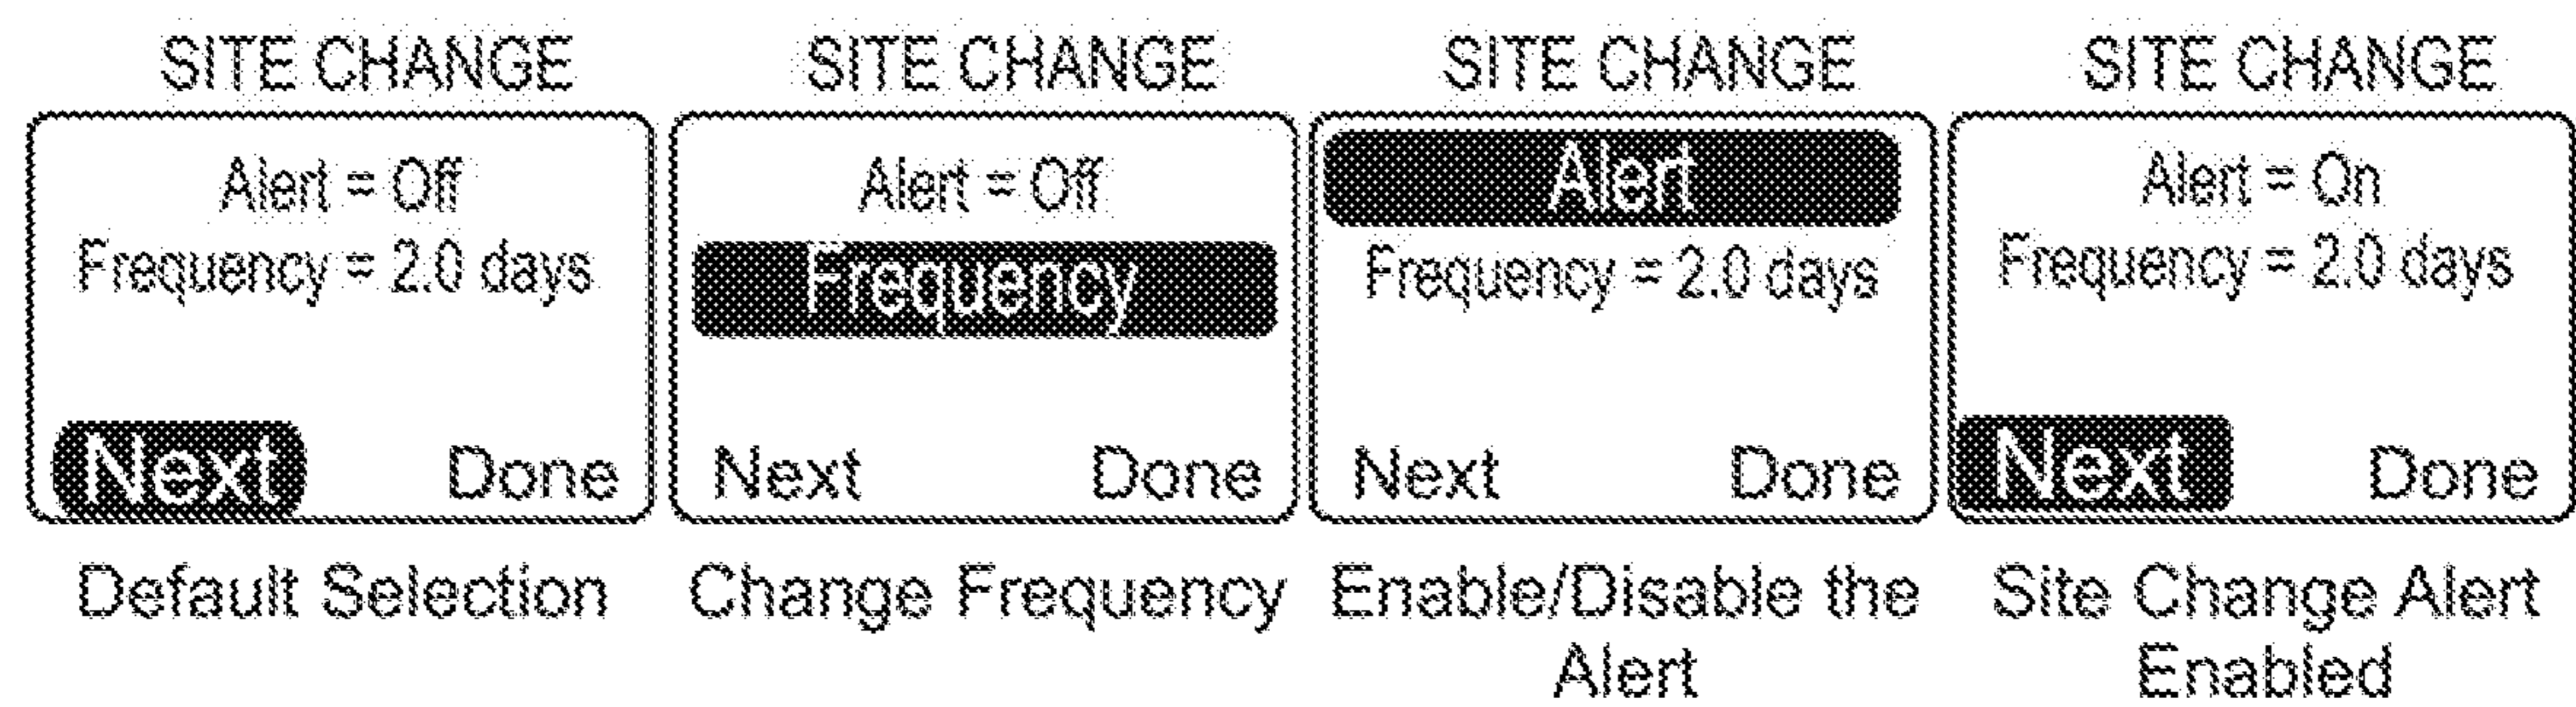 SITE CHANGE
Alert = Off
Frequency = 2.0 days
Next Done
Default Selection
SITE CHANGE
Alert = Off
Frequency
Next Done
Change Frequency
SITE CHANGE
Alert
Frequency = 2.0 days
Next Done
Enable/Disable the
Alert
SITE CHANGE
Alert = On
Frequency = 2.0 days
Next Done
Site Change Alert
Enabled